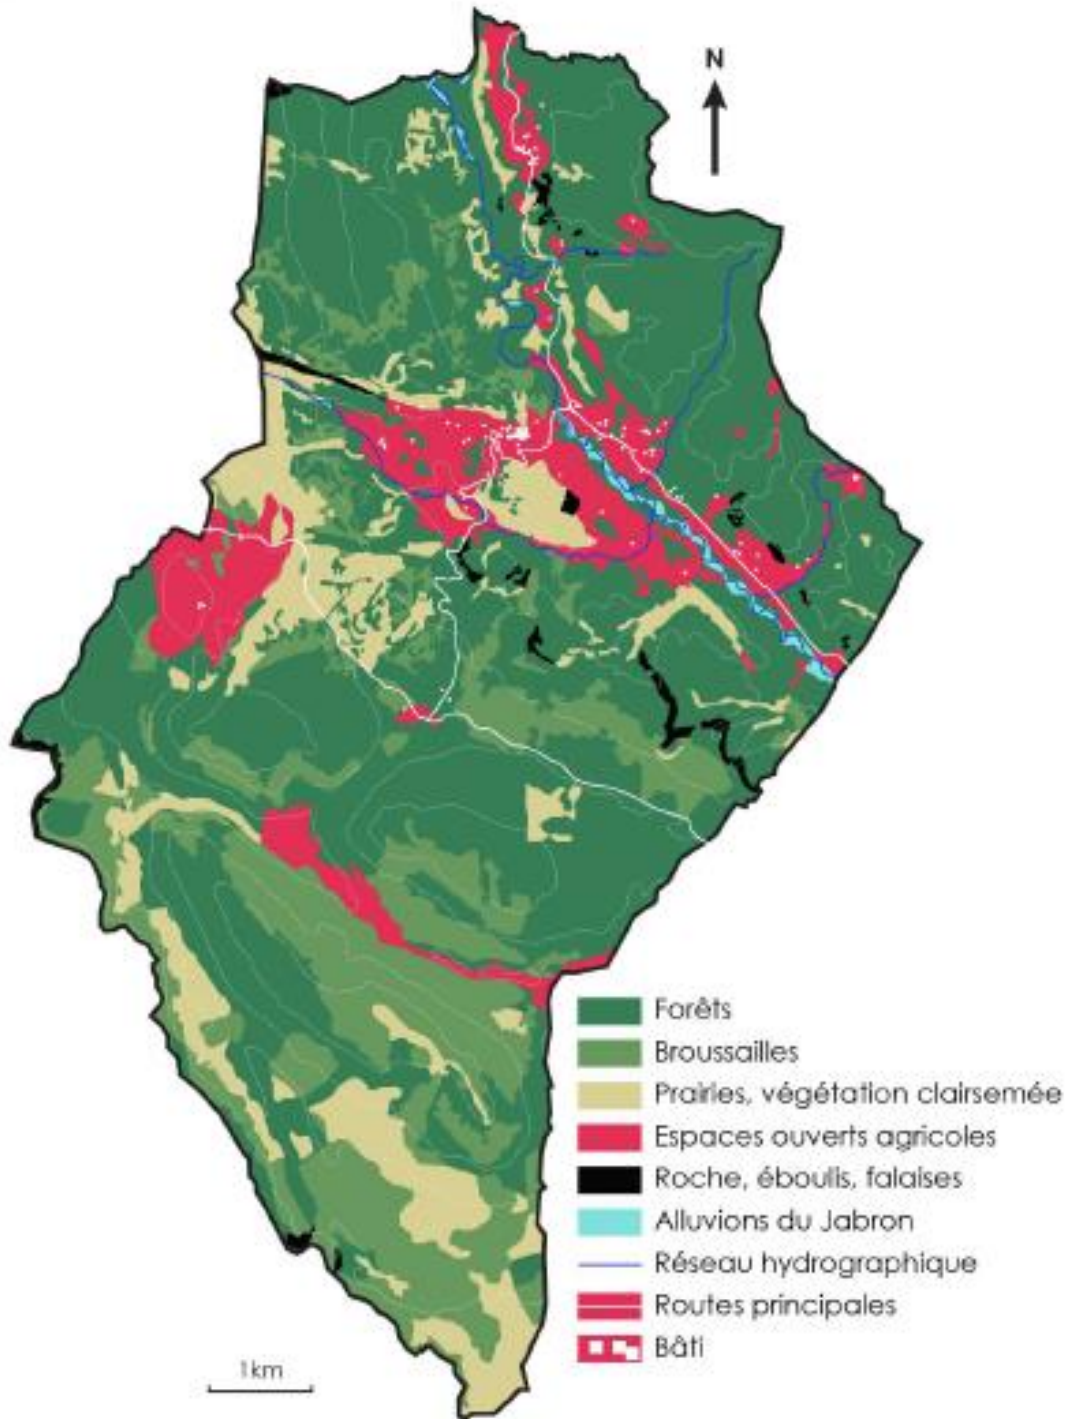 N
Forêts
Broussailles
Prairies, végétation clairsemée
Espaces ouverts agricoles
Roche, éboulis, falaises
Alluvions du Jabron
Réseau hydrographique
Routes principales
Bâti
1km